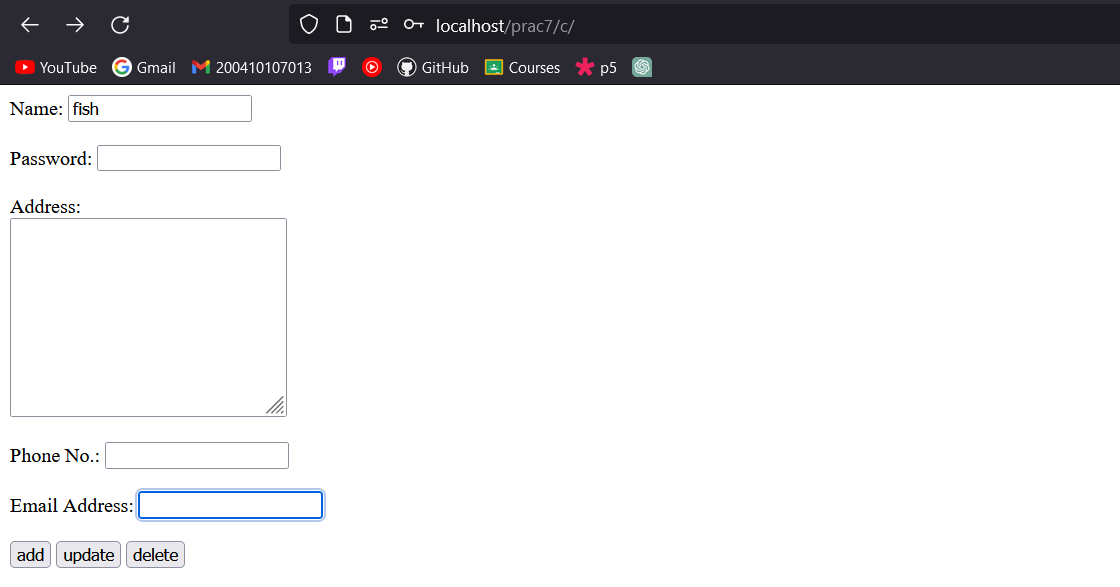 localhost/prac7/c/
YouTube Gmail 200410107013 GitHub Courses p5
Name: fish
Password:
Address:
Phone No.:
Email Address:
add update delete